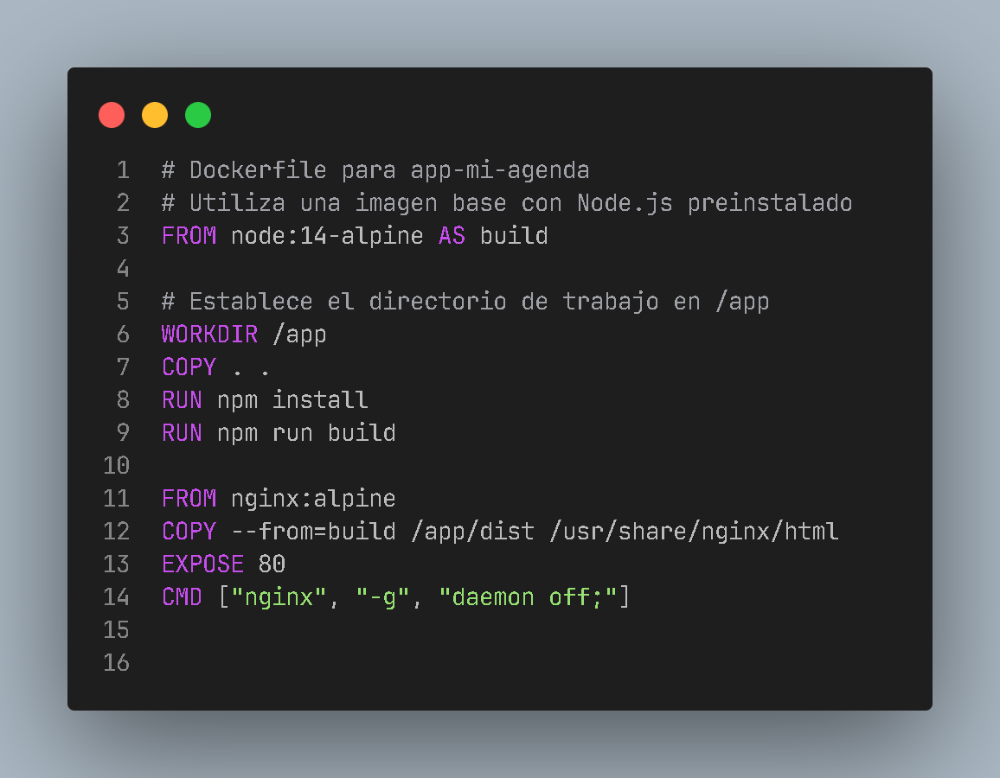 1 # Dockerfile para app-mi-agenda
2 # Utiliza una imagen base con Node.js preinstalado
3 FROM node:14-alpine AS build
4
5 # Establece el directorio de trabajo en /app
6 WORKDIR /app
7 COPY . .
8 RUN npm install
9 RUN npm run build
10
11 FROM nginx:alpine
12 COPY --from=build /app/dist /usr/share/nginx/html
13 EXPOSE 80
14 CMD ["nginx", "-g", "daemon off;"]
15
16